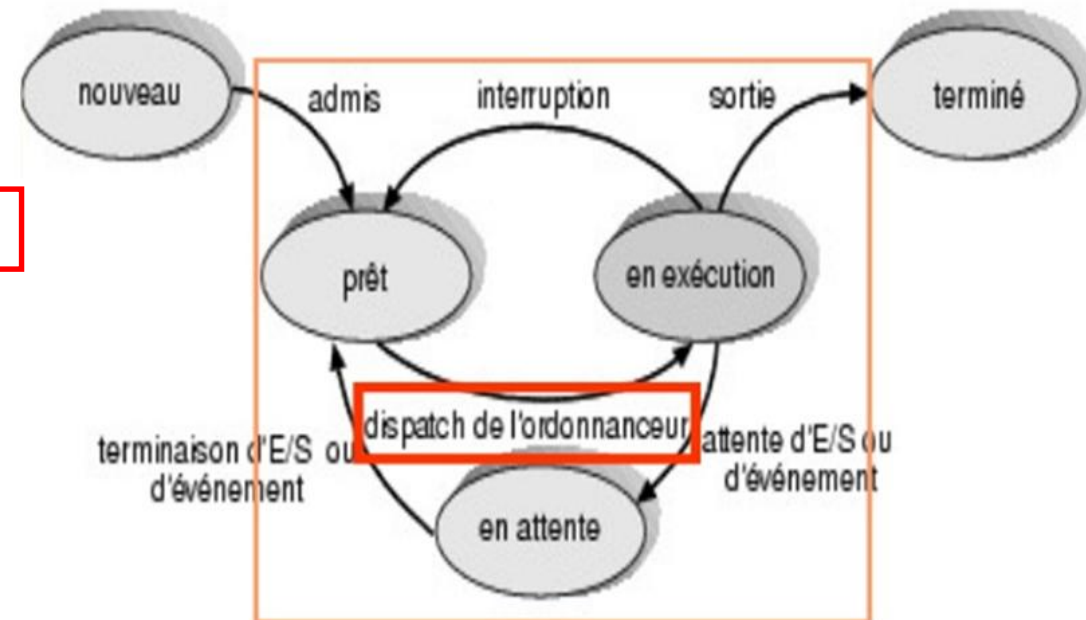 nouveau
admis
interruption
sortie
terminé
prêt
en exécution
dispatch de l'ordonnanceur
terminaison d'E/S ou
d'événement
attente d'E/S ou
d'événement
en attente